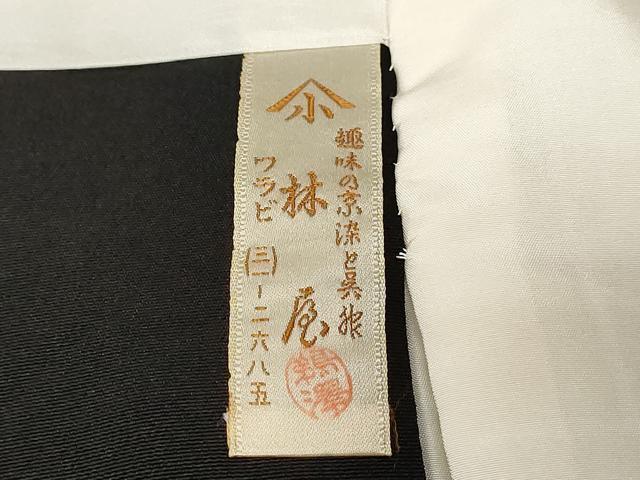 趣味の京染と呉服
小
林屋
ワラビ (三一)ー二六八五